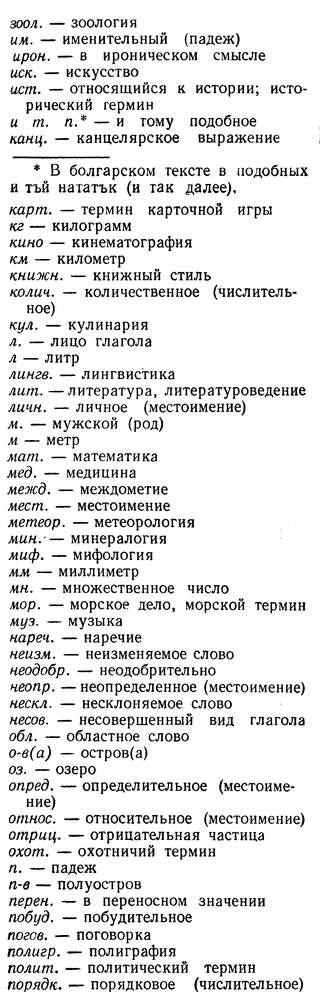 зоол. — зоология
им. — именительный (падеж)
ирон. — в ироническом смысле
иск. — искусство
ист. — относящийся к истории; исто-
рический гермин
и т. п.* — и тому подобное
канц. — канцелярское выражение
* В болгарском тексте в подобных
и тъй нататък (и так далее).
карт. — термин карточной игры
кг — килограмм
кино — кинематография
км — километр
книжн. — книжный стиль
колич. — количественное (числитель-
ное)
кул. — кулинария
л. — лицо глагола
л — литр
лингв. — лингвистика
лит. — литература, литературоведение
личн. — личное (местоимение)
м. — мужской (род)
м — метр
мат. — математика
мед. — медицина
межд. — междометие
мест. — местоимение
метеор. — метеорология
мин. — минералогия
миф. — мифология
мм — миллиметр
мн. — множественное число
мор. — морское дело, морской термин
муз. — музыка
нареч. — наречие
неизм. — неизменяемое слово
неодобр. — неодобрительно
неопр. — неопределенное (местоимение)
нескл. — несклоняемое слово
несов. — несовершенный вид глагола
обл. — областное слово
о-в(а) — остров(а)
оз. — озеро
опред. — определительное (местоиме-
ние)
относ. — относительное (местоимение)
отриц. — отрицательная частица
охот. — охотничий термин
п. — падеж
п-в — полуостров
перен. — в переносном значении
побуд. — побудительное
погов. — поговорка
полигр. — полиграфия
полит. — политический термин
порядк. — порядковое (числительное)